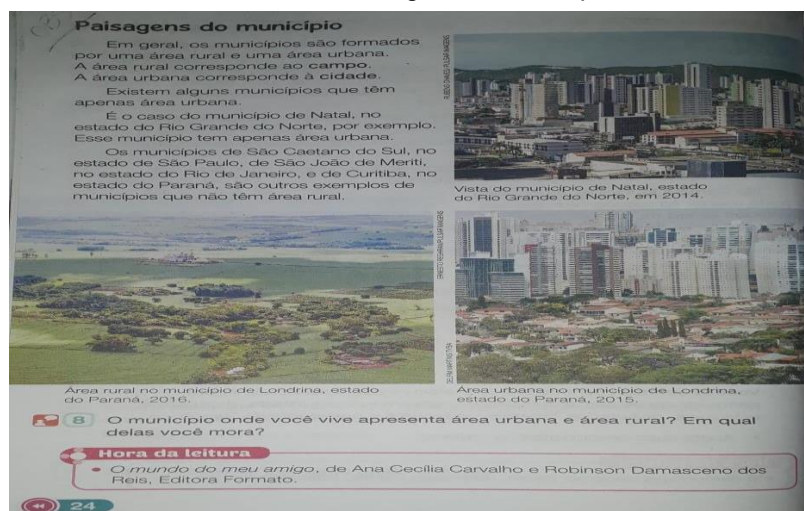 Paisagens do município
Em geral, os municípios são formados
por uma área rural e uma área urbana.
A área rural corresponde ao campo.
A área urbana corresponde à cidade.
Existem alguns municípios que têm
apenas área urbana.
É o caso do município de Natal, no
estado do Rio Grande do Norte, por exemplo.
Esse município tem apenas área urbana.
Os municípios de São Caetano do Sul, no
estado de São Paulo, de São João de Meriti,
no estado do Rio de Janeiro, e de Curitiba, no
estado do Paraná, são outros exemplos de
municípios que não têm área rural.
Vista do município de Natal, estado
do Rio Grande do Norte, em 2014.
Área rural no município de Londrina, estado
do Paraná, 2016.
Área urbana no município de Londrina,
estado do Paraná, 2015.
8 O município onde você vive apresenta área urbana e área rural? Em qual
delas você mora?
Hora da leitura
• O mundo do meu amigo, de Ana Cecília Carvalho e Robinson Damasceno dos
Reis, Editora Formato.
24